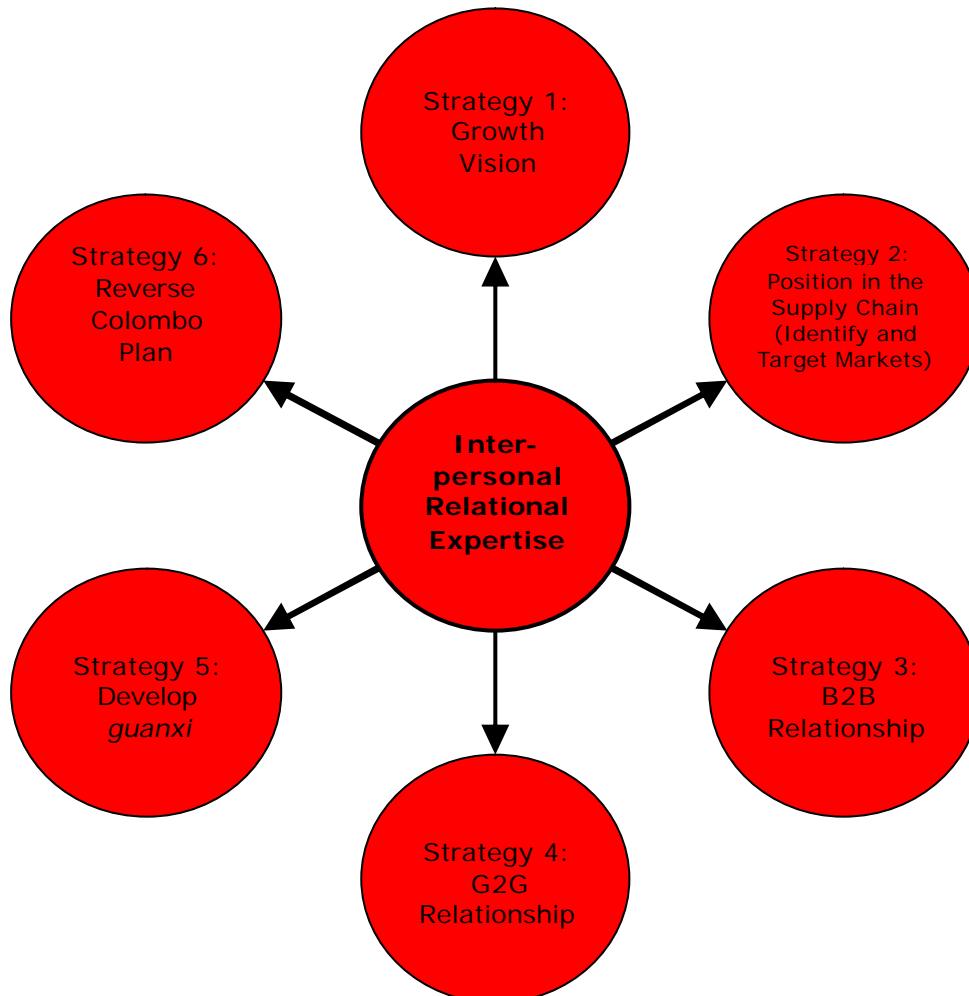 Strategy 1:
Growth
Vision
Strategy 2:
Position in the
Supply Chain
(Identify and
Target Markets)
Strategy 3:
B2B
Relationship
Strategy 4:
G2G
Relationship
Strategy 5:
Develop
guanxi
Strategy 6:
Reverse
Colombo
Plan
Inter-
personal
Relational
Expertise